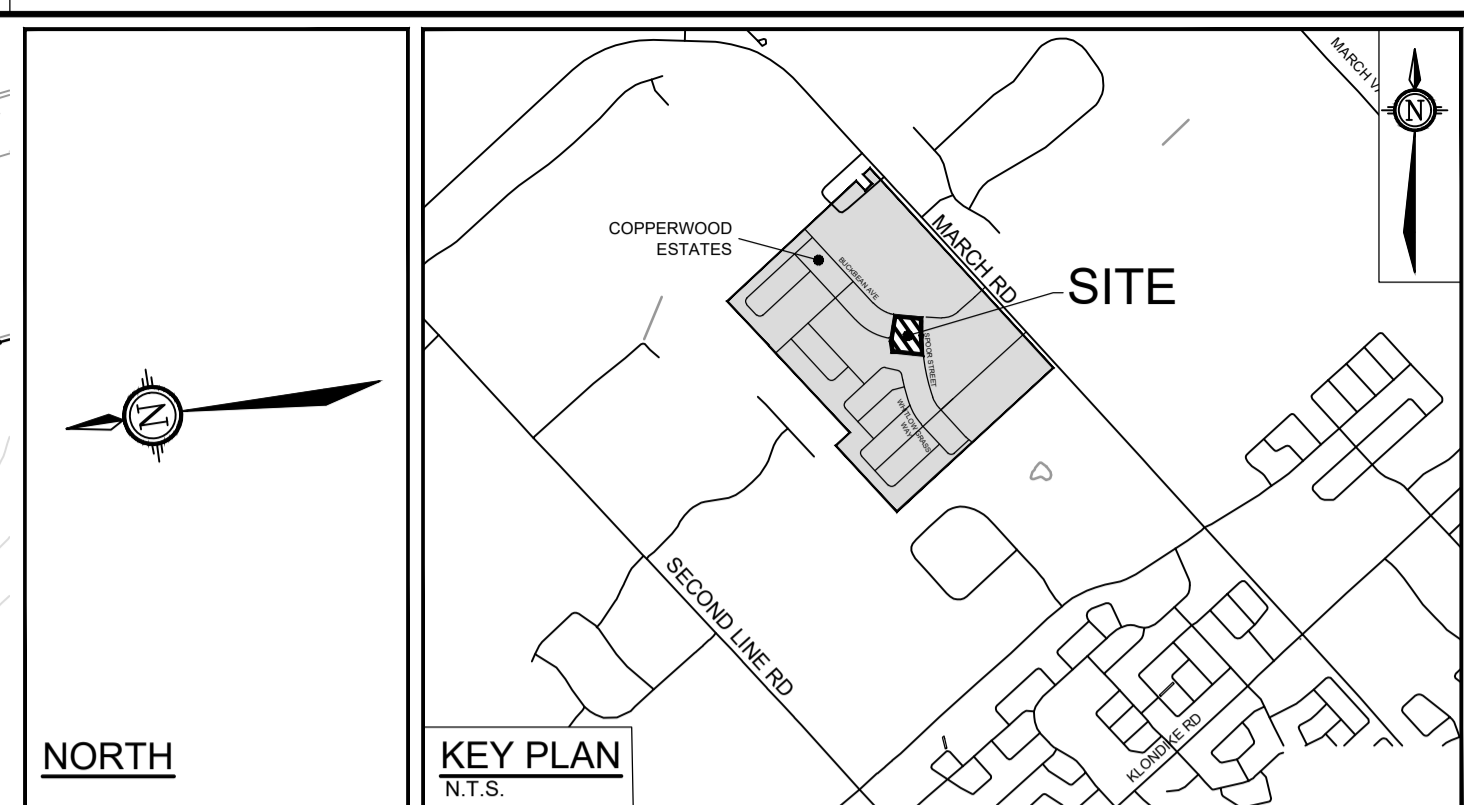 NORTH
N
KEY PLAN
N.T.S.
COPPERWOOD
ESTATES
BUCKBEAN AVE
MARCH RD
SITE
SPOOR STREET
WHITLOW GRASS
WAY
SECOND LINE RD
KLONDIKE RD
MARCH V
N